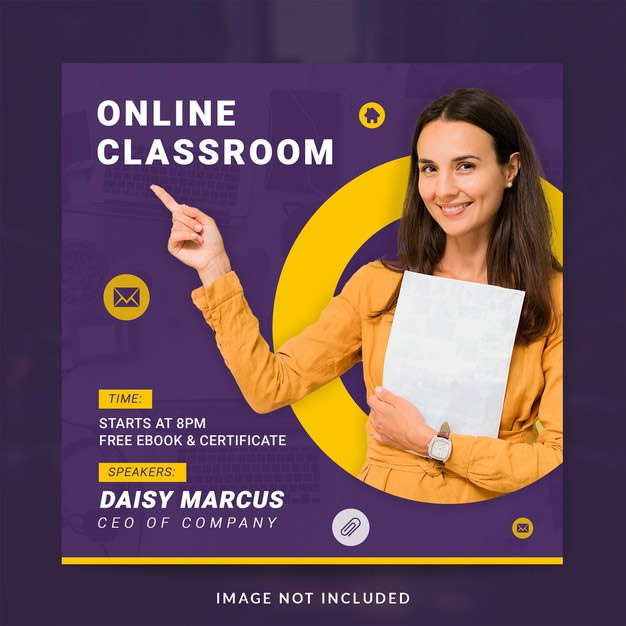 ONLINE
CLASSROOM
TIME:
STARTS AT 8PM
FREE EBOOK & CERTIFICATE
SPEAKERS:
DAISY MARCUS
CEO OF COMPANY
IMAGE NOT INCLUDED